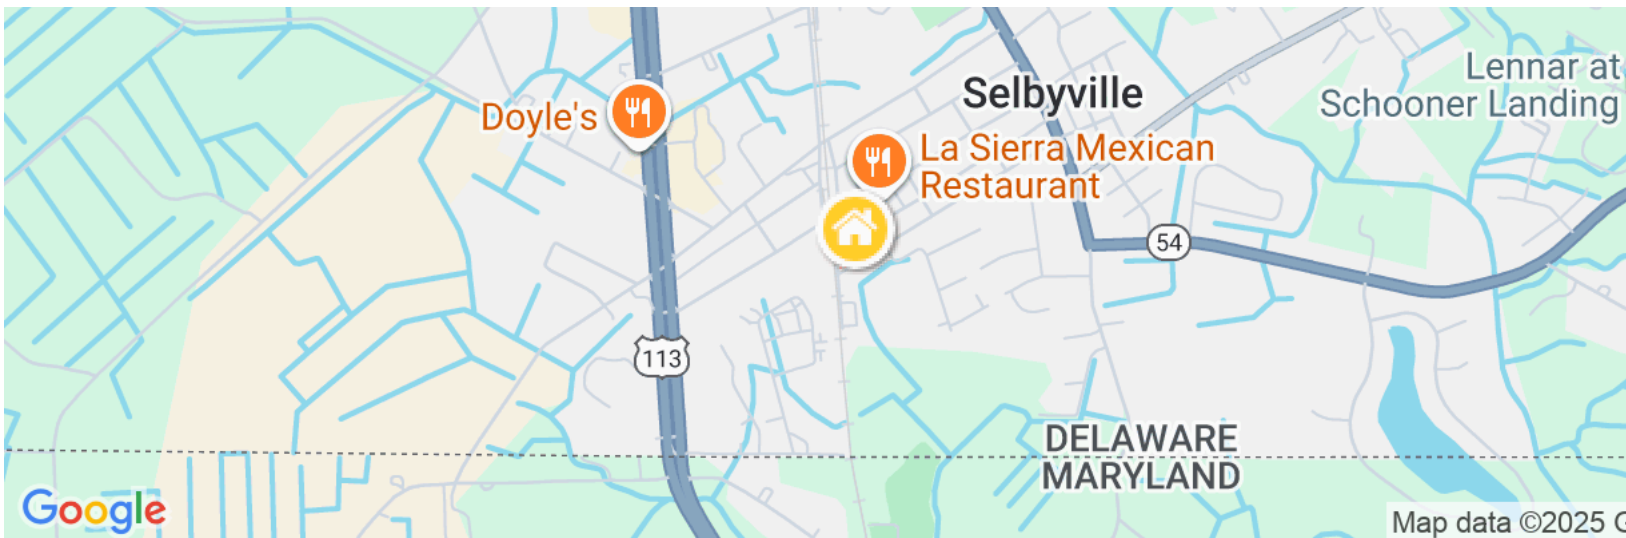 Selbyville
Lennar at
Schooner Landing
Doyle's
La Sierra Mexican
Restaurant
54
113
DELAWARE
MARYLAND
Google
Map data ©2025 G